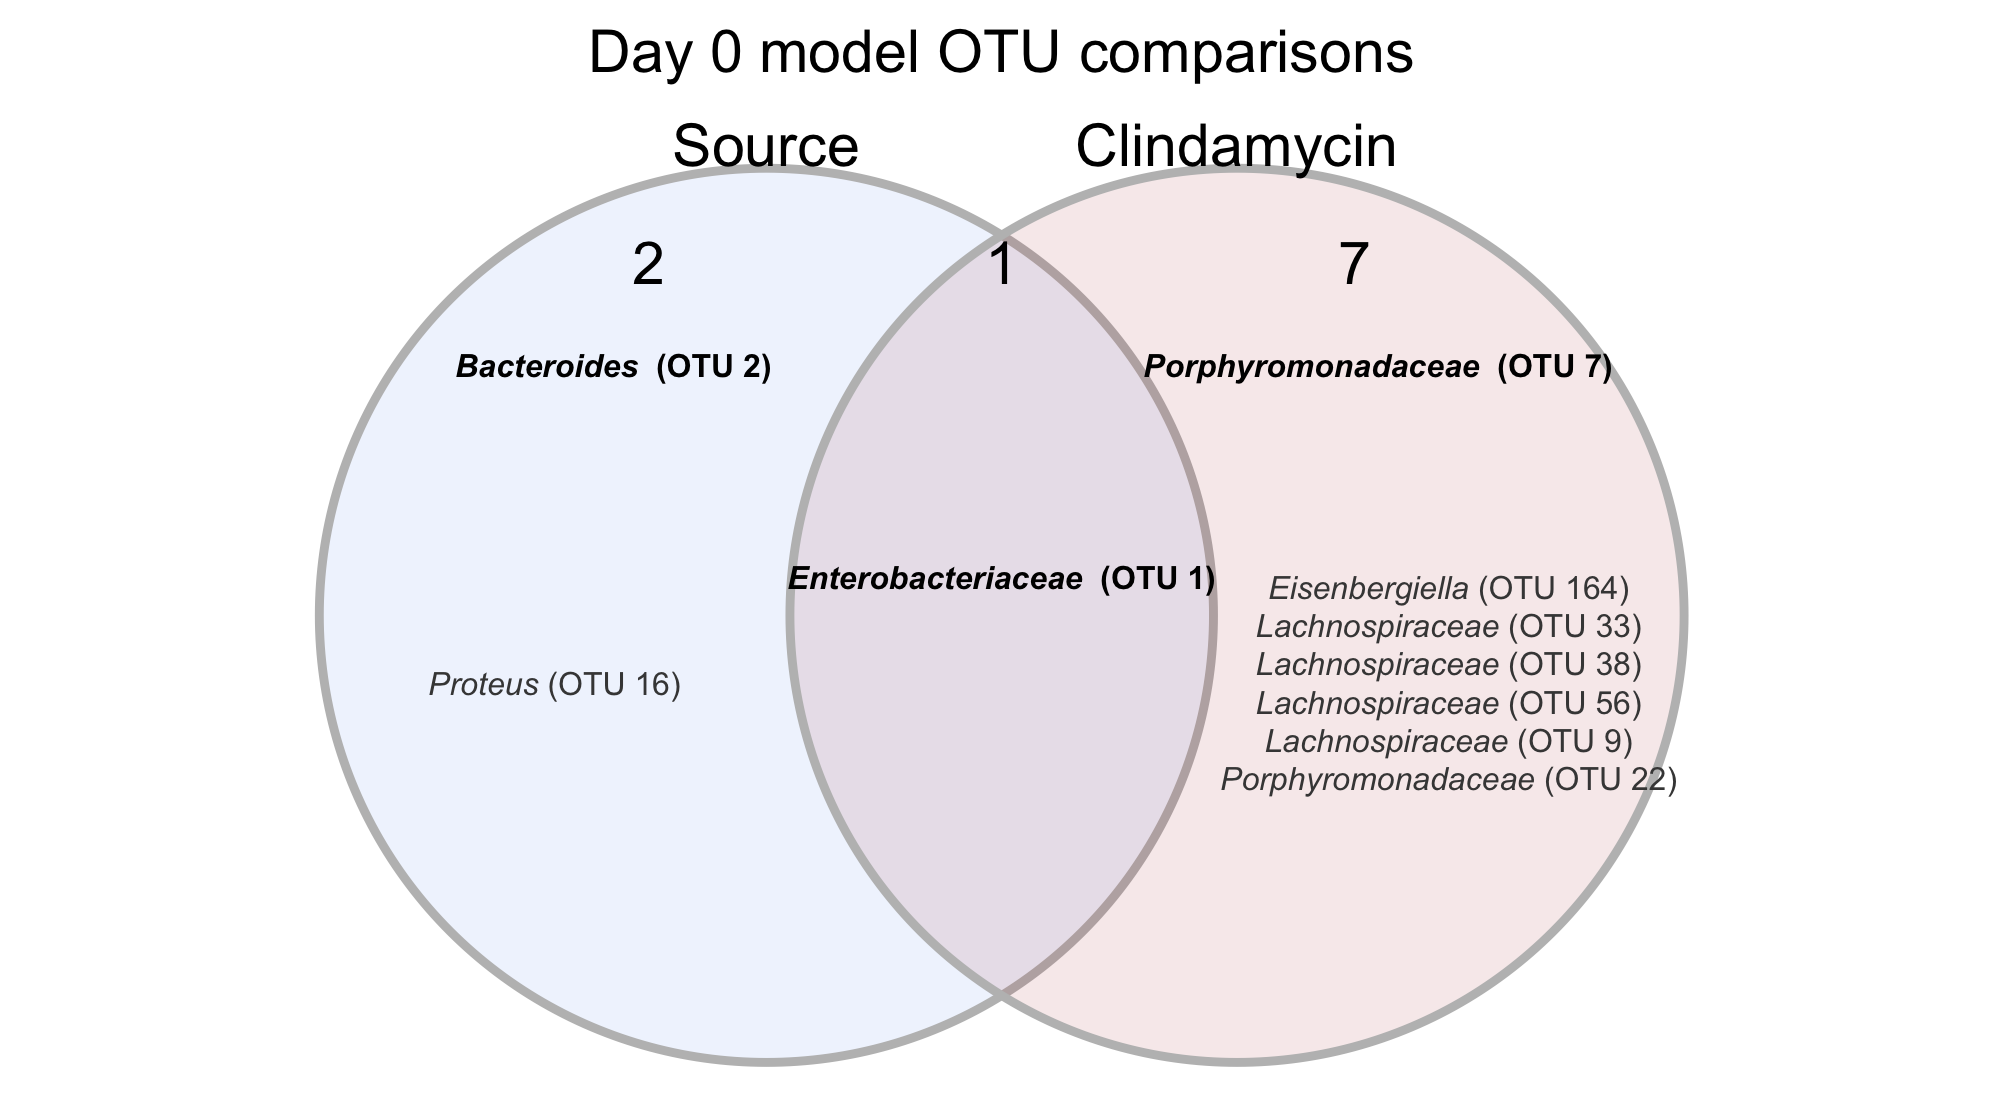 Day 0 model OTU comparisons
Source Clindamycin
2 1 7
Bacteroides (OTU 2) Porphyromonadaceae (OTU 7)
Enterobacteriaceae (OTU 1)
Eisenbergiella (OTU 164)
Lachnospiraceae (OTU 33)
Lachnospiraceae (OTU 38)
Proteus (OTU 16)
Lachnospiraceae (OTU 56)
Lachnospiraceae (OTU 9)
Porphyromonadaceae (OTU 22)